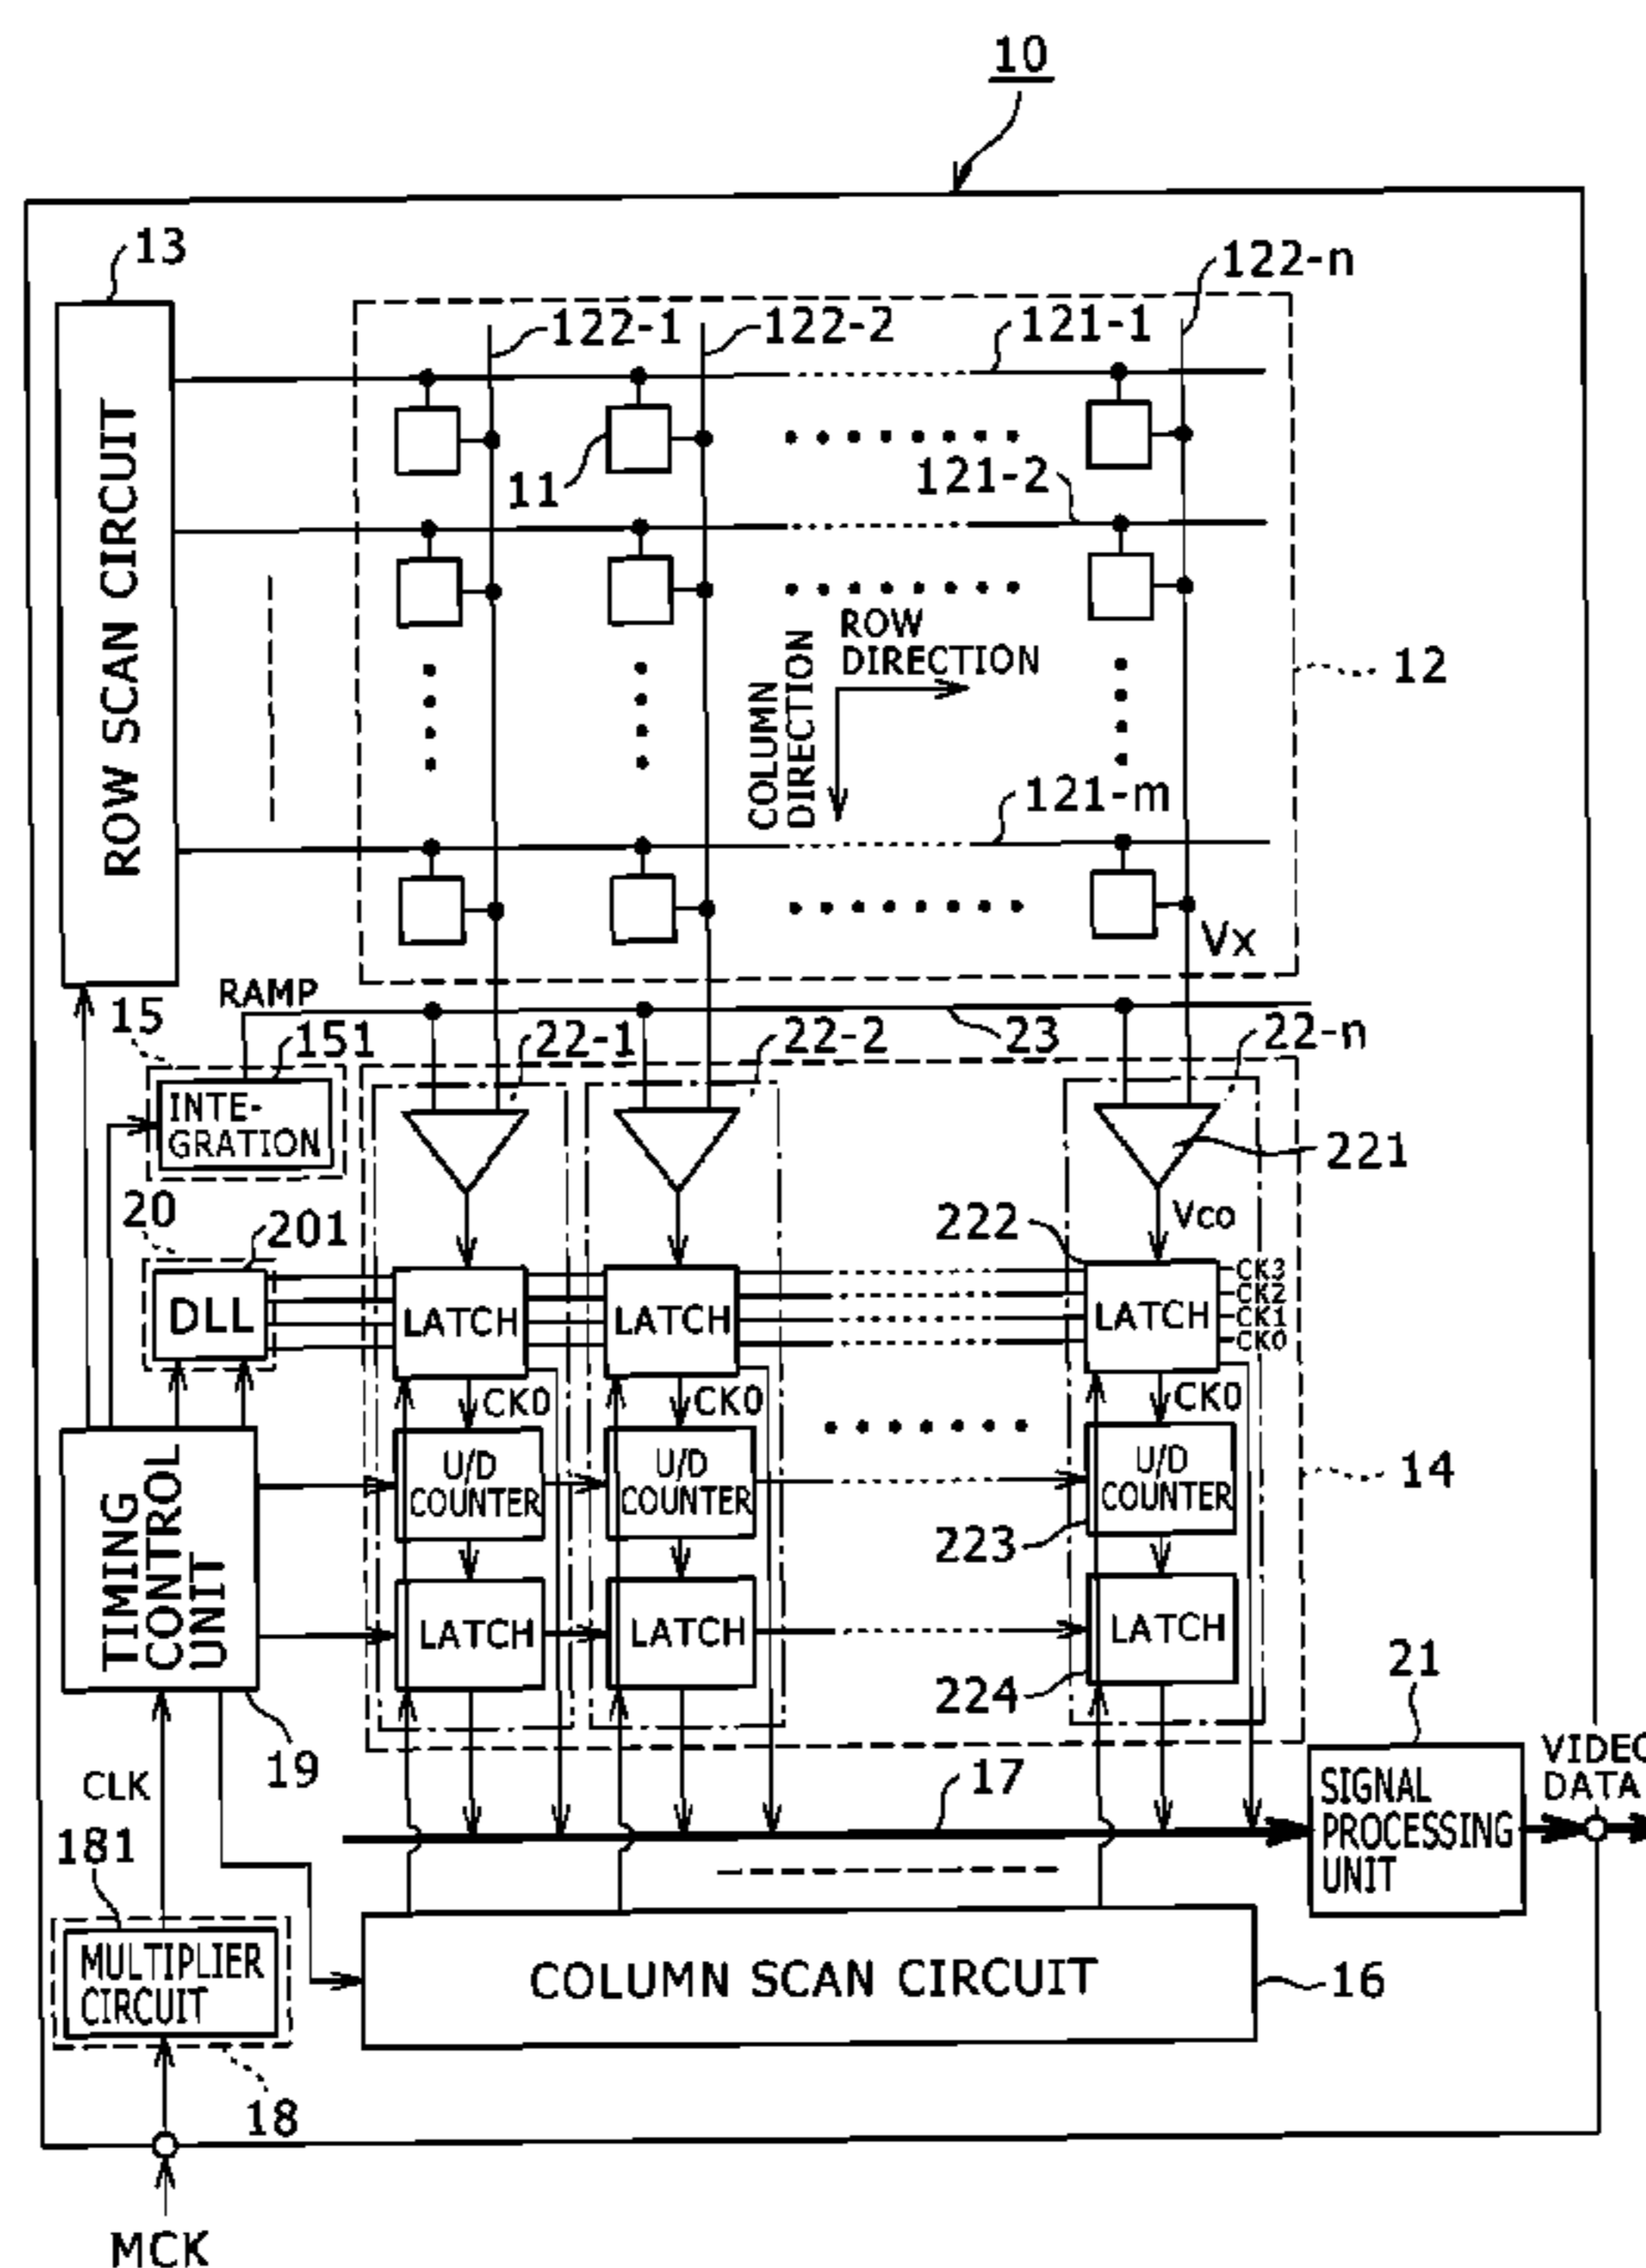 10
13
122-n
122-1
122-2
121-1
ROW SCAN CIRCUIT
11
121-2
ROW
DIRECTION
COLUMN
DIRECTION
12
121-m
Vx
RAMP
15
151
22-1
23
22-2
22-n
INTE-
GRATION
221
20
201
222
Vco
DLL
LATCH
LATCH
LATCH
CK3
CK2
CK1
CK0
CK0
CK0
CK0
U/D
COUNTER
U/D
COUNTER
U/D
COUNTER
14
TIMING
CONTROL
UNIT
223
LATCH
LATCH
LATCH
224
21
19
CLK
17
SIGNAL
PROCESSING
UNIT
VIDEO
DATA
181
MULTIPLIER
CIRCUIT
COLUMN SCAN CIRCUIT
16
18
MCK